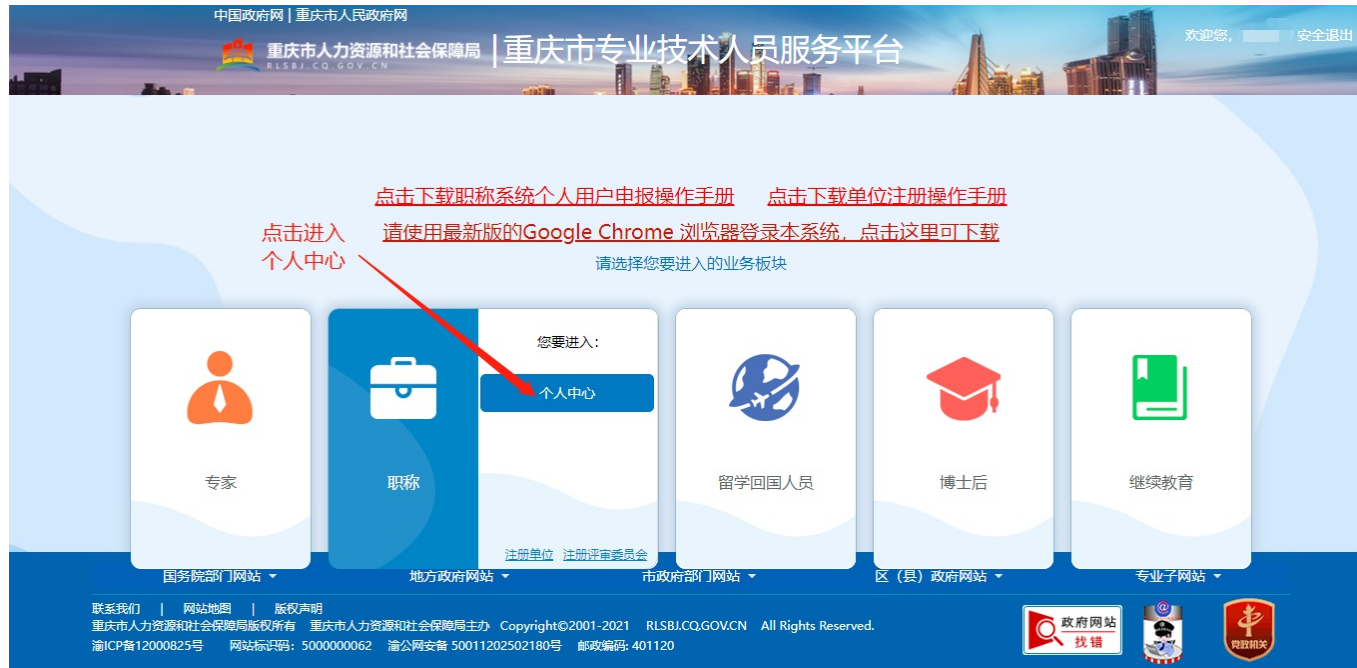 中国政府网 | 重庆市人民政府网
重庆市人力资源和社会保障局
RLSBJ.CQ.GOV.CN
重庆市专业技术人员服务平台
欢迎您,
安全退出
点击下载职称系统个人用户申报操作手册
点击下载单位注册操作手册
请使用最新版的Google Chrome 浏览器登录本系统，点击这里可下载
点击进入
个人中心
请选择您要进入的业务板块
专家
职称
您要进入：
个人中心
注册单位 注册评审委员会
留学回国人员
博士后
继续教育
国务院部门网站
地方政府网站
市政府部门网站
区（县）政府网站
专业子网站
联系我们 | 网站地图 | 版权声明
重庆市人力资源和社会保障局版权所有 重庆市人力资源和社会保障局主办 Copyright©2001-2021 RLSBJ.CQ.GOV.CN All Rights Reserved.
渝ICP备12000825号 网站标识码：5000000062 渝公网安备 50011202502180号 邮政编码: 401120
政府网站
找错
党政机关